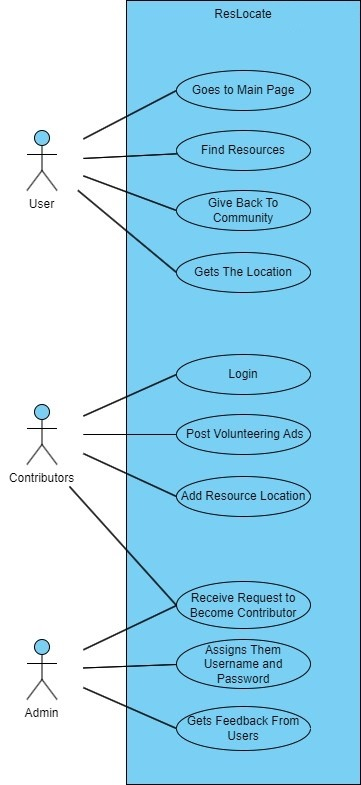 ResLocate
Goes to Main Page
Find Resources
Give Back To
Community
User
Gets The Location
Login
Post Volunteering Ads
Contributors
Add Resource Location
Receive Request to
Become Contributor
Assigns Them
Username and
Password
Admin
Gets Feedback From
Users